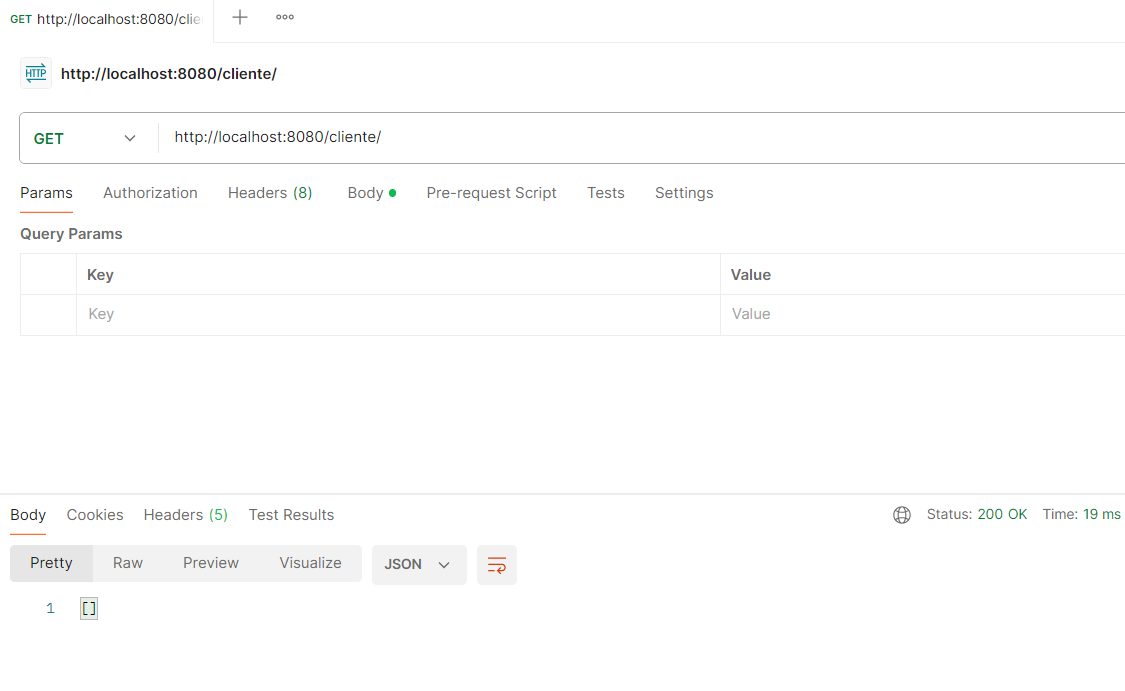 GET http://localhost:8080/clie
HTTP http://localhost:8080/cliente/
GET http://localhost:8080/cliente/
Params Authorization Headers (8) Body Pre-request Script Tests Settings
Query Params
Key Value
Key Value
Body Cookies Headers (5) Test Results Status: 200 OK Time: 19 ms
Pretty Raw Preview Visualize JSON
1 []